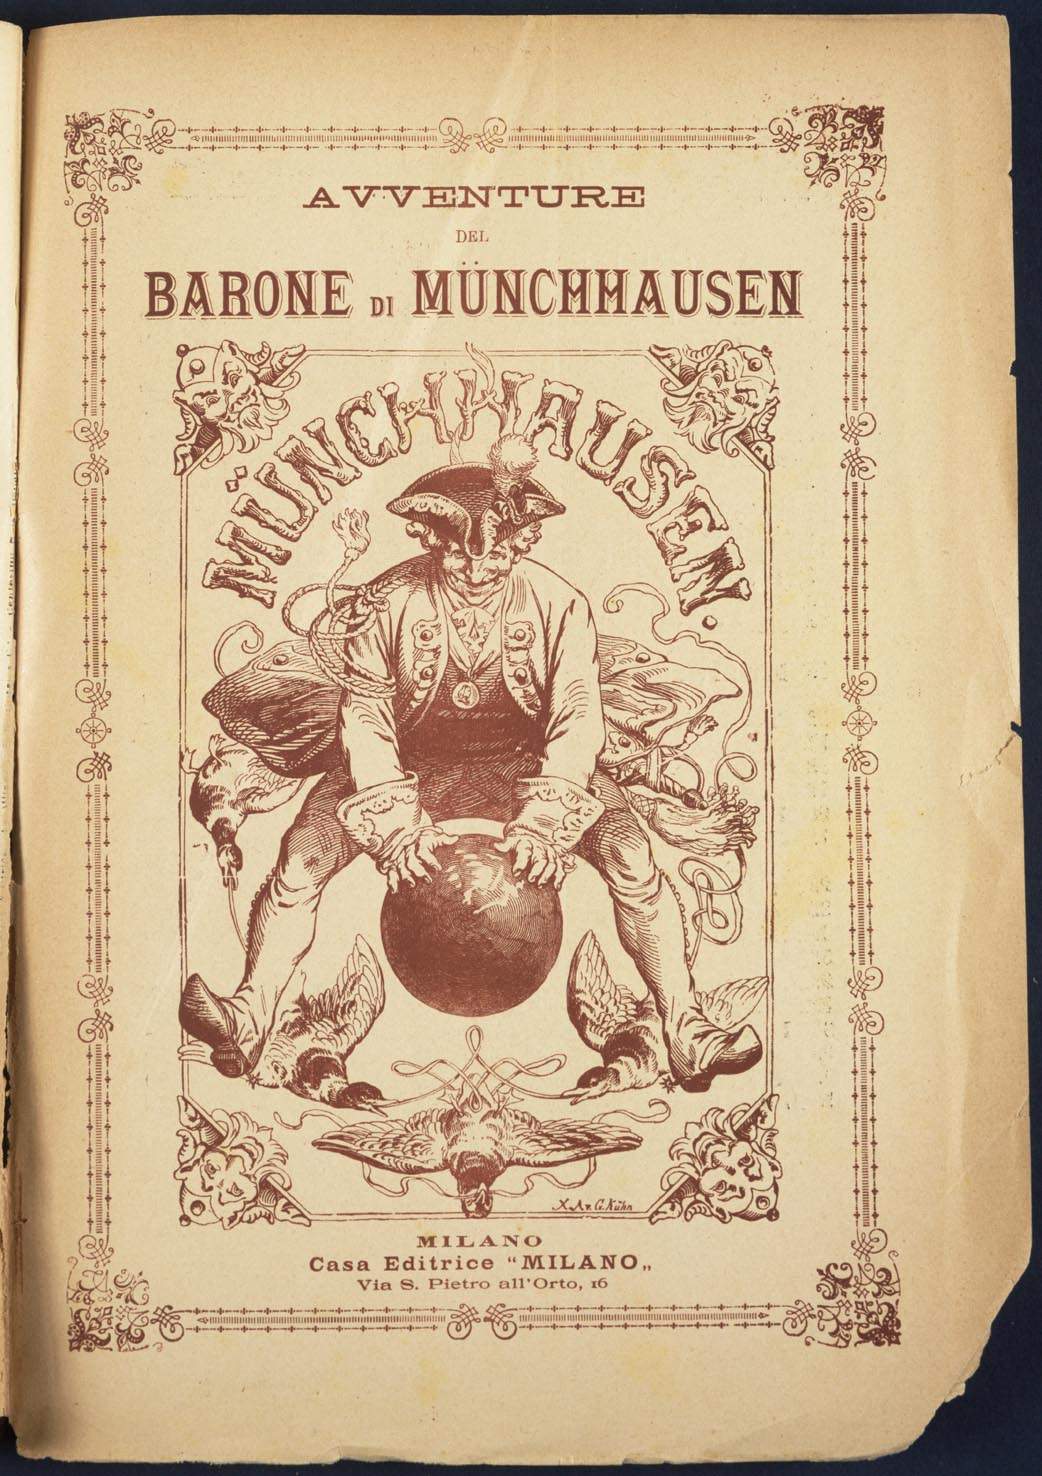 AVVENTURE
DEL
BARONE DI MÜNCHHAUSEN
MÜNCHHAUSEN.
X.A.v.G.Kühn
MILANO
Casa Editrice "MILANO„
Via S. Pietro all'Orto, 16